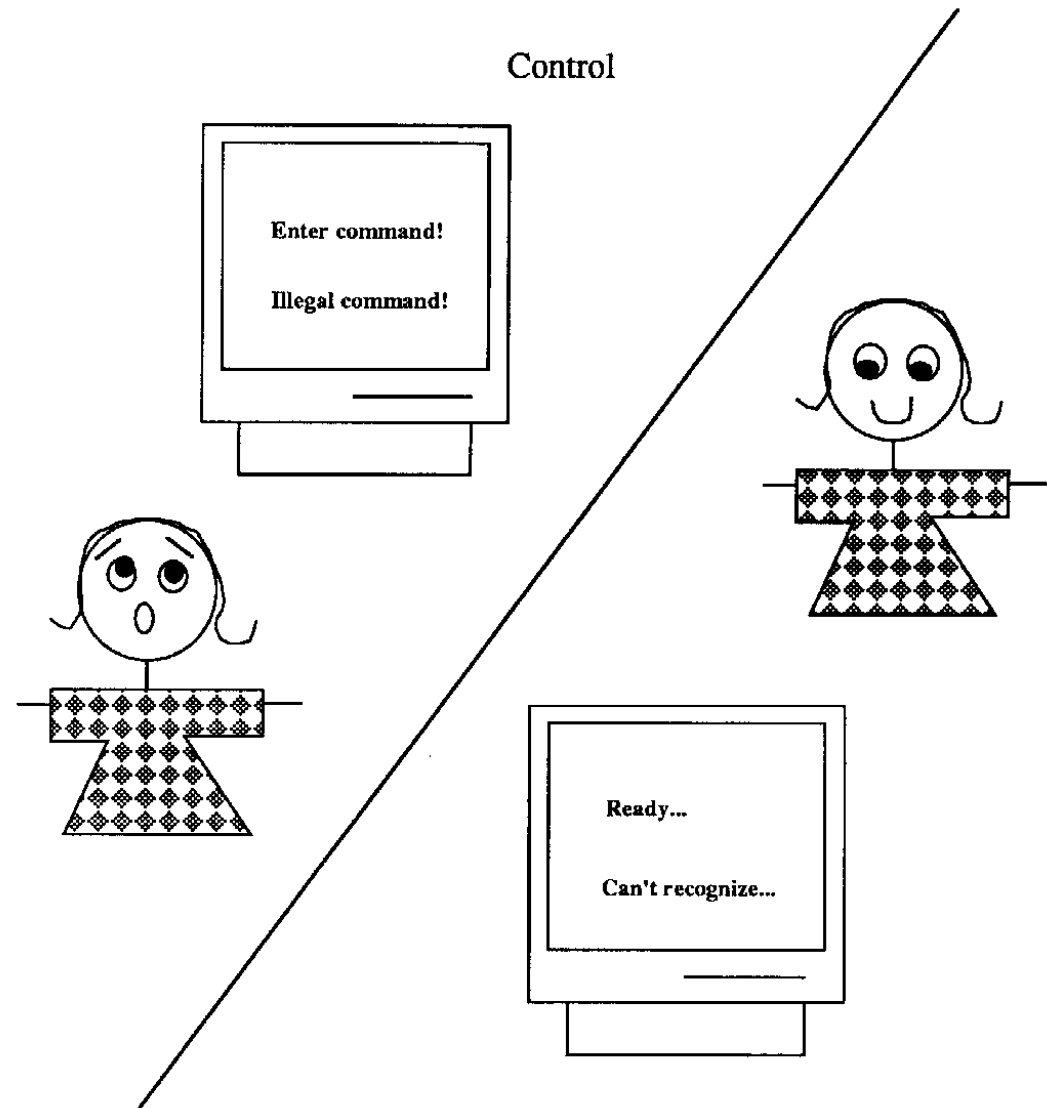 Control
Enter command!
Illegal command!
Ready...
Can't recognize...